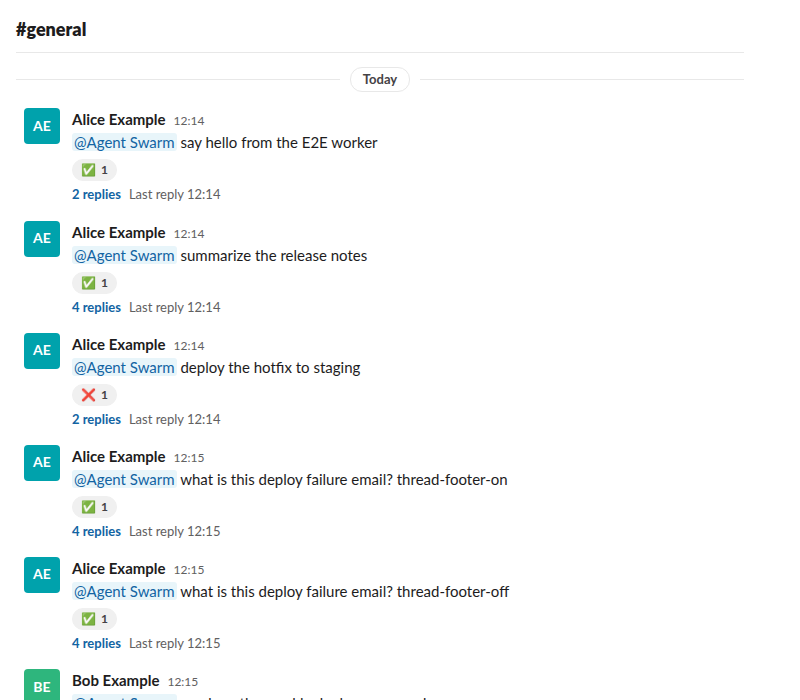 #general
Today
AE
Alice Example 12:14
@Agent Swarm say hello from the E2E worker
✅ 1
2 replies Last reply 12:14
AE
Alice Example 12:14
@Agent Swarm summarize the release notes
✅ 1
4 replies Last reply 12:14
AE
Alice Example 12:14
@Agent Swarm deploy the hotfix to staging
❌ 1
2 replies Last reply 12:14
AE
Alice Example 12:15
@Agent Swarm what is this deploy failure email? thread-footer-on
✅ 1
4 replies Last reply 12:15
AE
Alice Example 12:15
@Agent Swarm what is this deploy failure email? thread-footer-off
✅ 1
4 replies Last reply 12:15
BE
Bob Example 12:15
@Agent Swarm